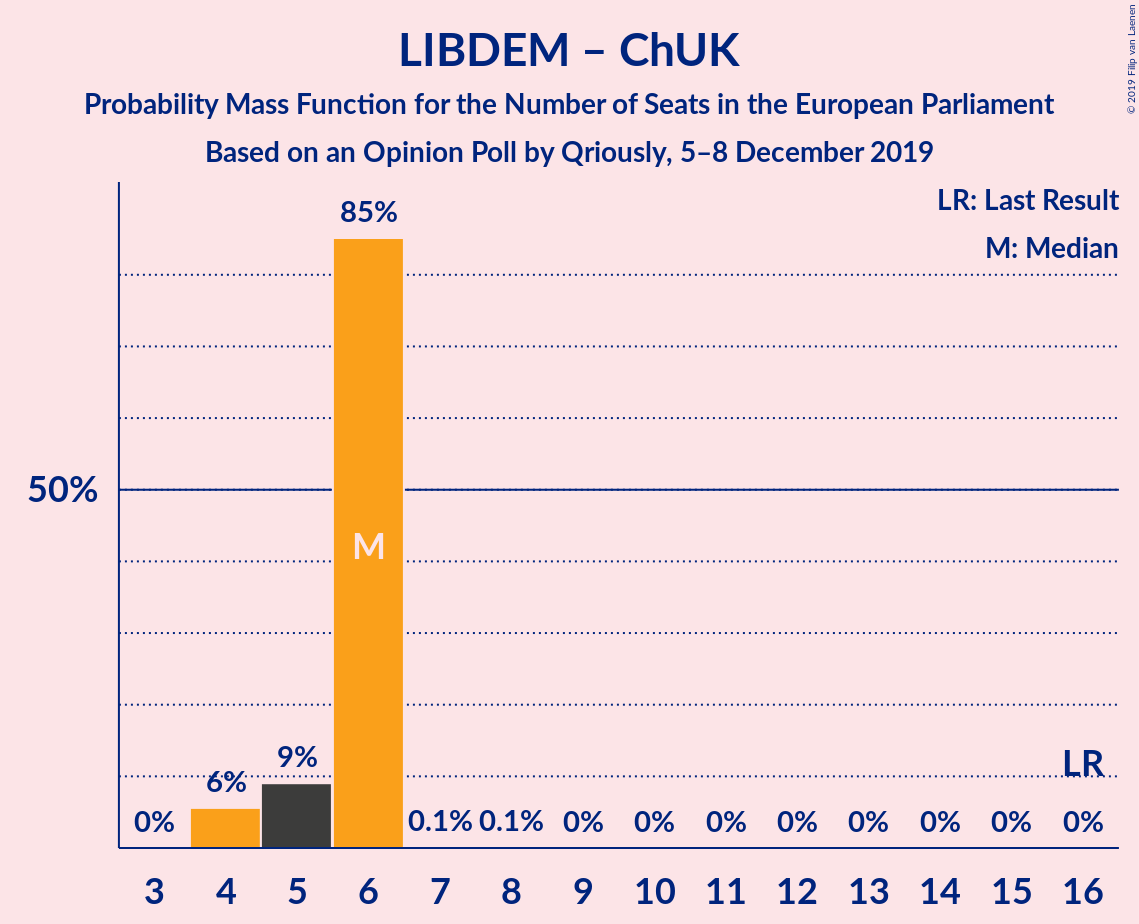 LIBDEM – ChUK
Probability Mass Function for the Number of Seats in the European Parliament
Based on an Opinion Poll by Qriously, 5–8 December 2019
© 2019 Filip van Laenen
LR: Last Result
M: Median
85%
50%
M
9%
6%
LR
0% 0.1% 0.1% 0% 0% 0% 0% 0% 0% 0% 0%
3 4 5 6 7 8 9 10 11 12 13 14 15 16